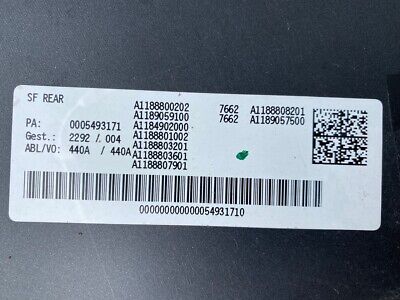 SF REAR
A1188800202 7662 A1188808201
A1189059100 7662 A1189057500
PA: 0005493171 A1184902000
Gest.: 2292 / 004 A1188801002
ABL/VO: 440A / 440A A1188803201
A1188803601
A1188807901
000000000000054931710